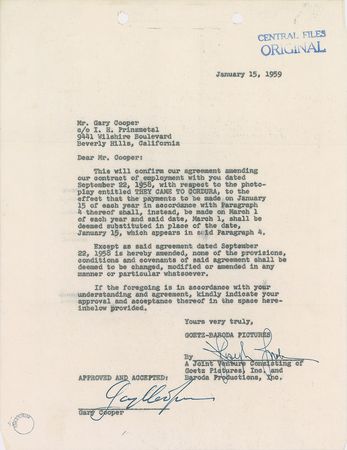 CENTRAL FILES
ORIGINAL
January 15, 1959
Mr. Gary Cooper
c/o I. H. Prinzmetal
9441 Wilshire Boulevard
Beverly Hills, California
Dear Mr. Cooper:
This will confirm our agreement amending
our contract of employment with you dated
September 22, 1958, with respect to the photo-
play entitled THEY CAME TO CORDURA, to the
effect that the payments to be made on January
15 of each year in accordance with Paragraph
4 thereof shall, instead, be made on March 1
of each year and said date, March 1, shall be
deemed substituted in place of the date,
January 15, which appears in said Paragraph 4.
Except as said agreement dated September
22, 1958 is hereby amended, none of the provisions,
conditions and covenants of said agreement shall be
deemed to be changed, modified or amended in any
manner or particular whatsoever.
If the foregoing is in accordance with your
understanding and agreement, kindly indicate your
approval and acceptance thereof in the space here-
inbelow provided.
Yours very truly,
GOETZ-BARODA PICTURES
By
A Joint Venture Consisting of
Goetz Pictures, Inc. and
Baroda Productions, Inc.
APPROVED AND ACCEPTED:
Gary Cooper
Gary Cooper